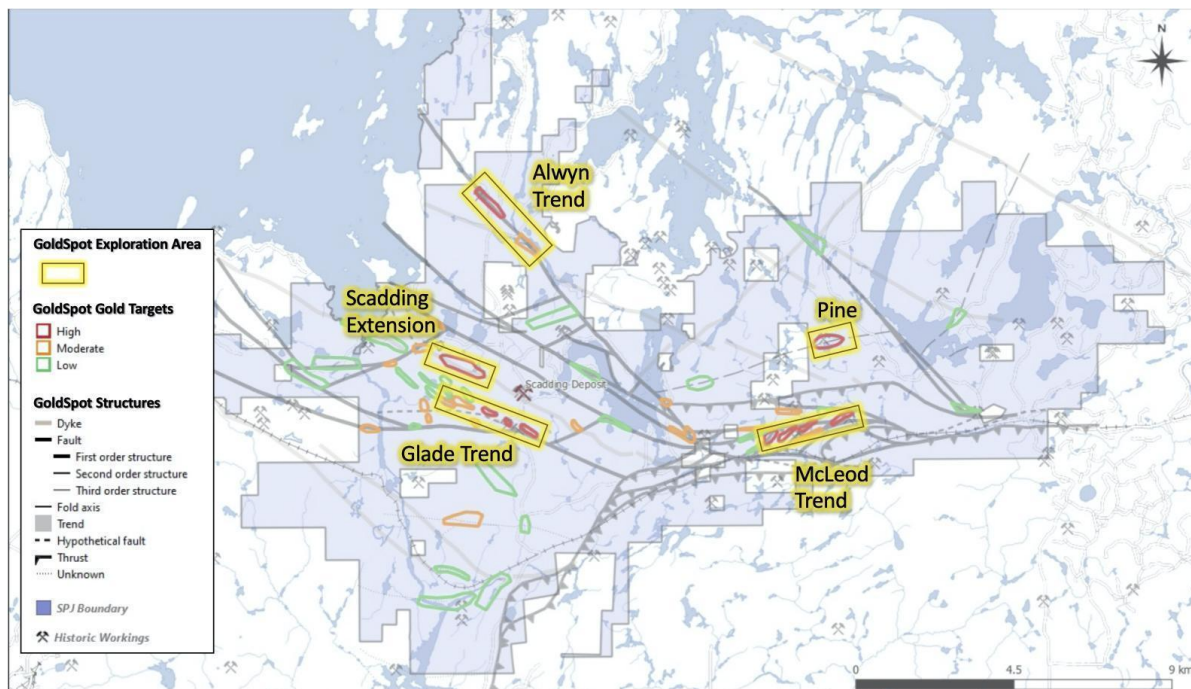 N
Alwyn
Trend
Scadding
Extension
Pine
Scadding Deposit
Glade Trend
McLeod
Trend
GoldSpot Exploration Area
GoldSpot Gold Targets
High
Moderate
Low
GoldSpot Structures
Dyke
Fault
First order structure
Second order structure
Third order structure
Fold axis
Trend
Hypothetical fault
Thrust
Unknown
SPJ Boundary
Historic Workings
0 4.5 9 km